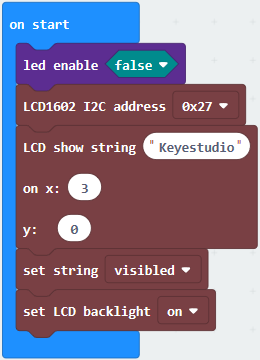 on start
led enable false
LCD1602 I2C address 0x27
LCD show string "Keyestudio"
on x: 3
y: 0
set string visibled
set LCD backlight on